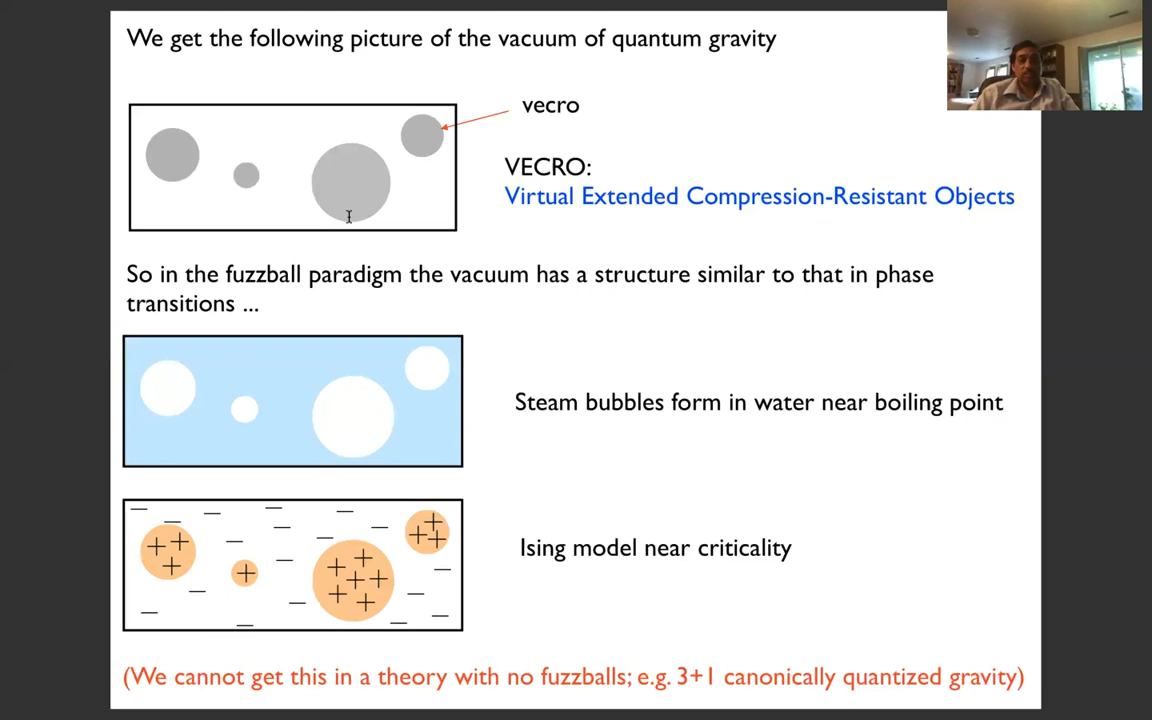 We get the following picture of the vacuum of quantum gravity
vecro
VECRO:
Virtual Extended Compression-Resistant Objects
So in the fuzzball paradigm the vacuum has a structure similar to that in phase
transitions ...
Steam bubbles form in water near boiling point
Ising model near criticality
(We cannot get this in a theory with no fuzzballs; e.g. 3+1 canonically quantized gravity)